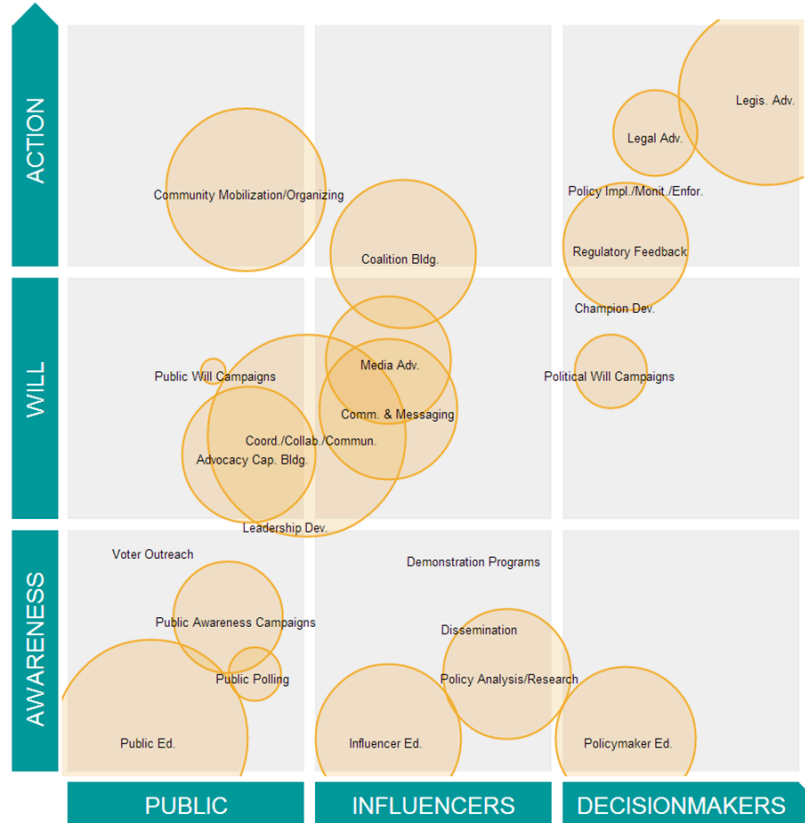 ACTION
Legis. Adv.
Legal Adv.
Community Mobilization/Organizing
Policy Impl./Monit./Enfor.
Coalition Bldg.
Regulatory Feedback
WILL
Champion Dev.
Public Will Campaigns
Media Adv.
Political Will Campaigns
Comm. & Messaging
Coord./Collab./Commun.
Advocacy Cap. Bldg.
Leadership Dev.
AWARENESS
Voter Outreach
Demonstration Programs
Public Awareness Campaigns
Dissemination
Public Polling
Policy Analysis/Research
Public Ed.
Influencer Ed.
Policymaker Ed.
PUBLIC
INFLUENCERS
DECISIONMAKERS